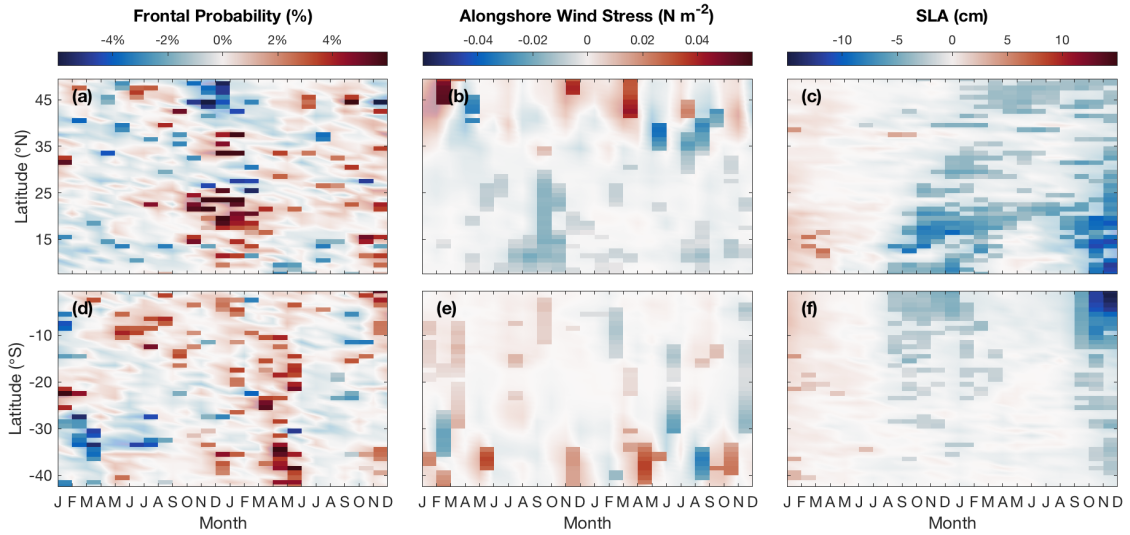 Frontal Probability (%) Alongshore Wind Stress (N m⁻²) SLA (cm)
-4% -2% 0 2% 4% -0.04 -0.02 0 0.02 0.04 -10 -5 0 5 10
(a) (b) (c)
Latitude (°N)
45
35
25
15
(d) (e) (f)
Latitude (°S)
-10
-20
-30
-40
J F M A M J J A S O N D J F M A M J J A S O N D J F M A M J J A S O N D J F M A M J J A S O N D J F M A M J J A S O N D J F M A M J J A S O N D
Month Month Month